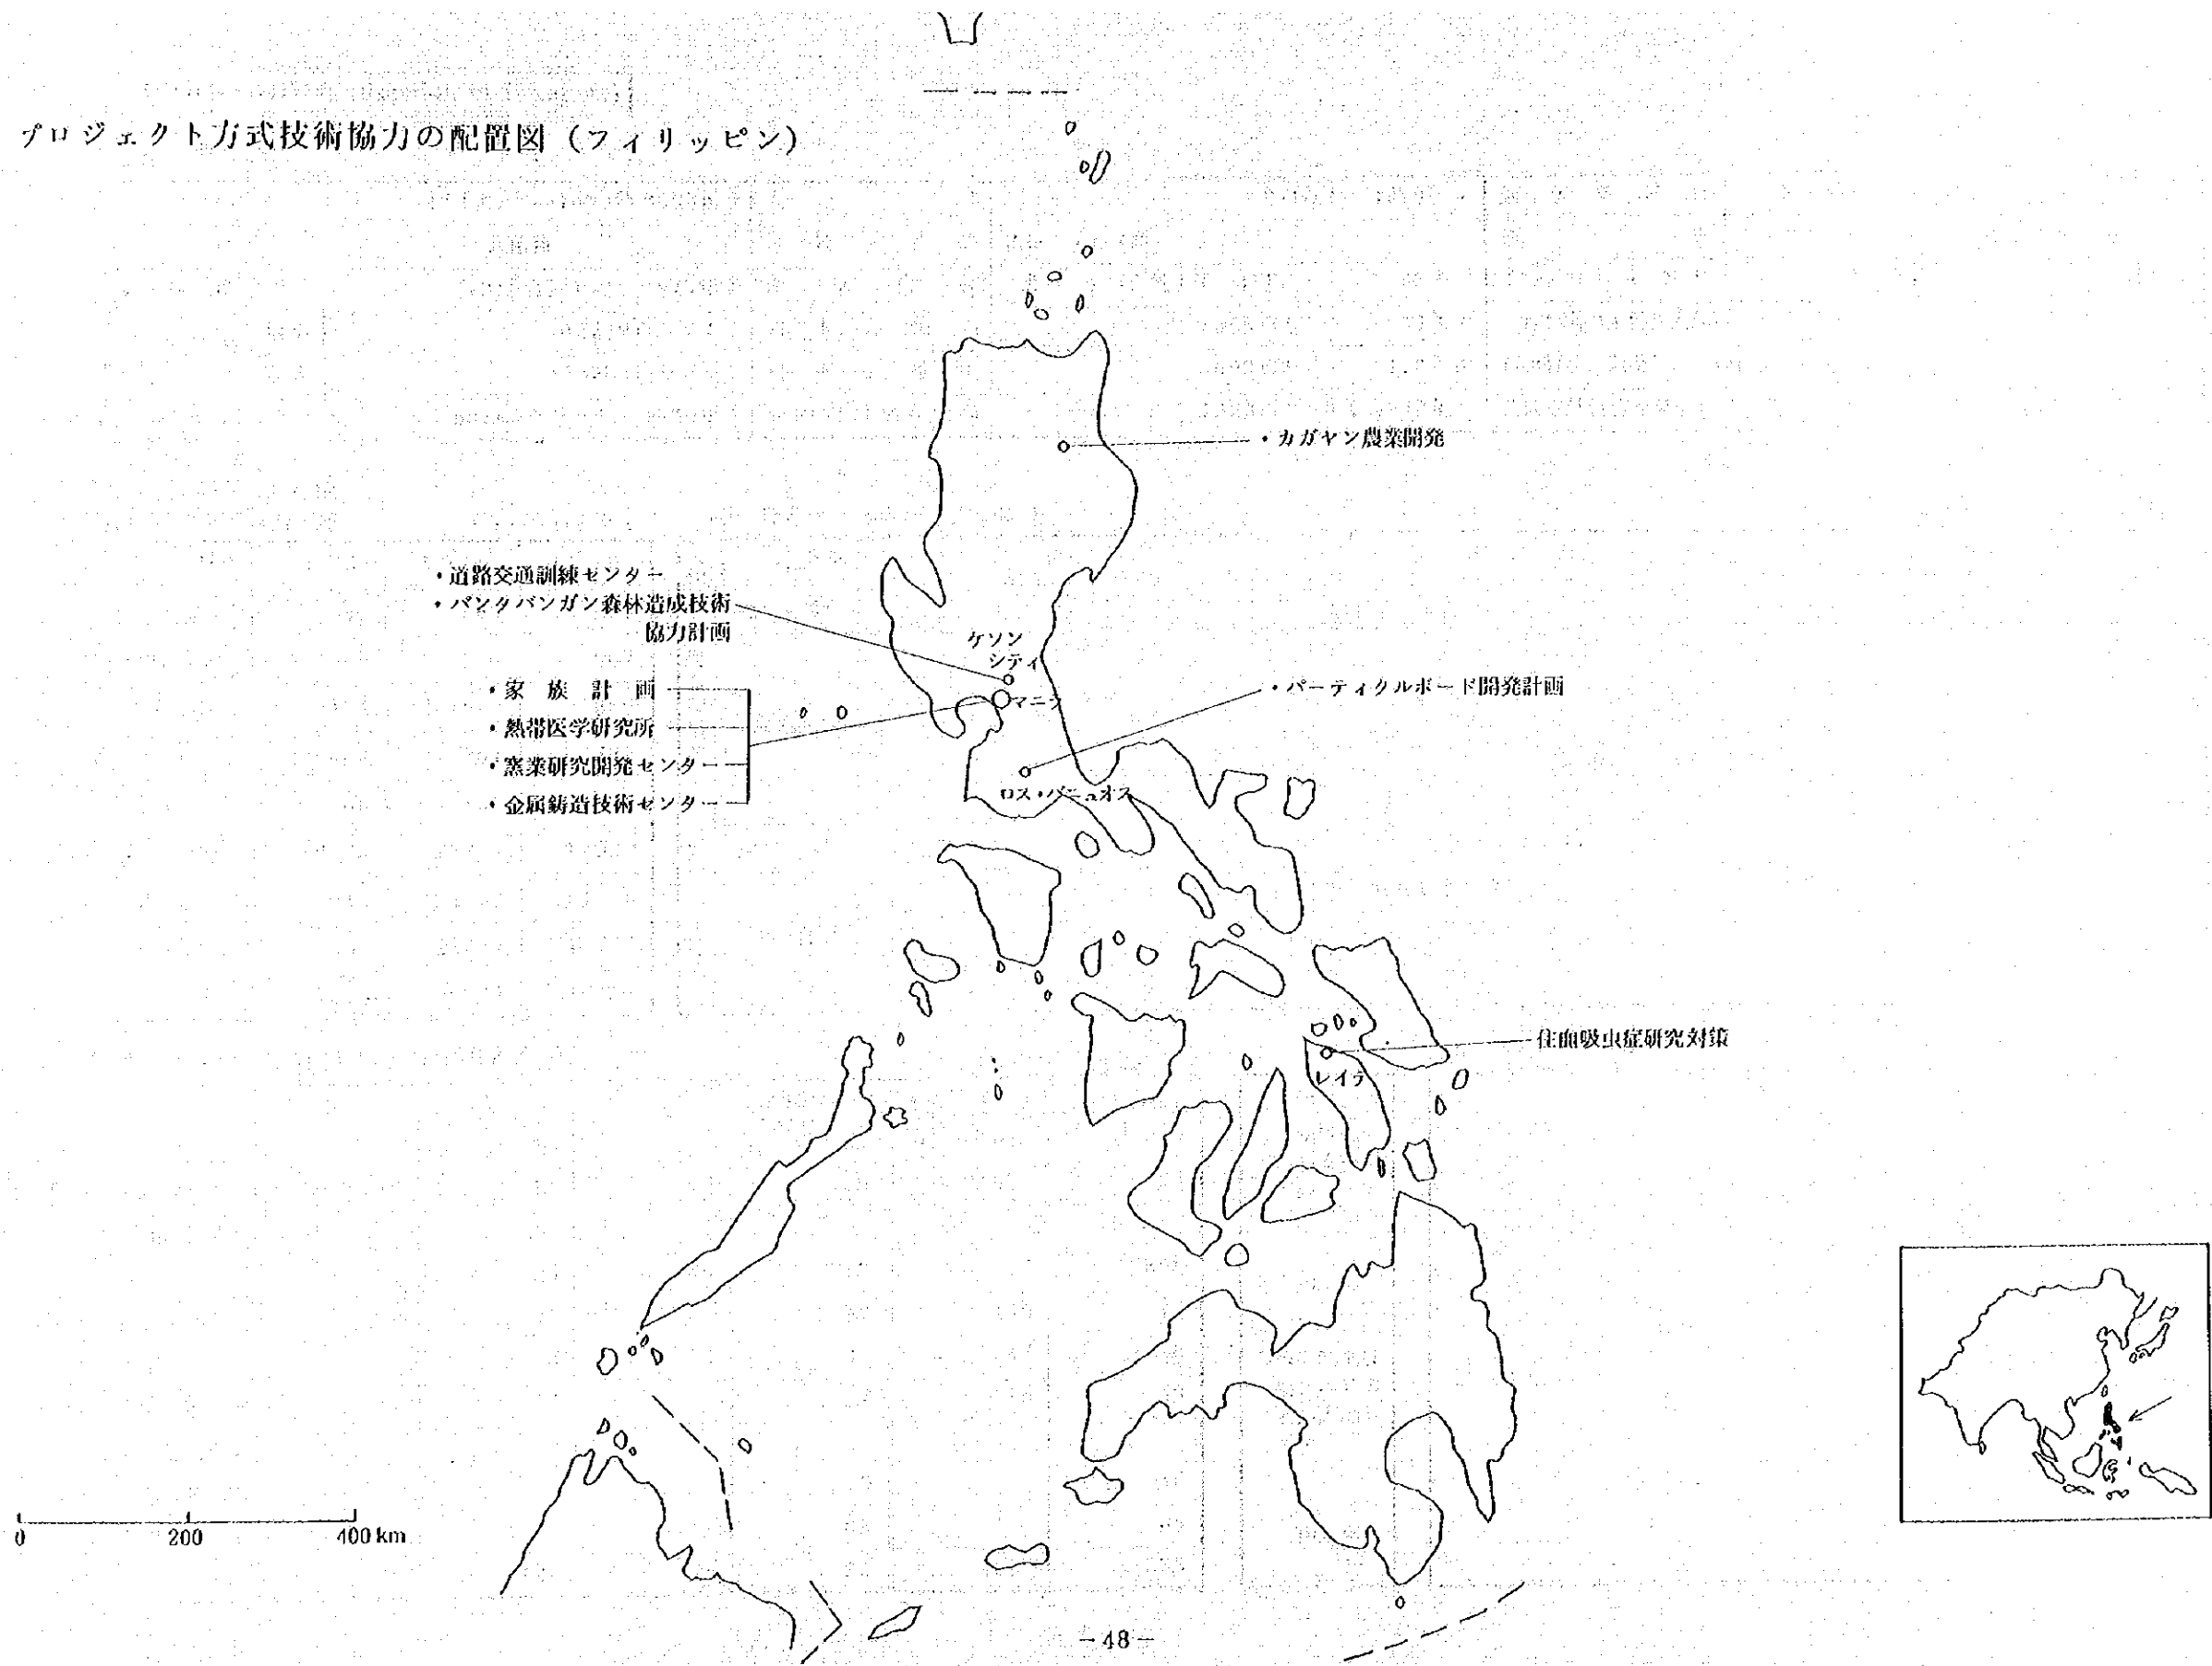 プロジェクト方式技術協力の配置図（フィリッピン）
・カガヤン農業開発
・道路交通訓練センター
・パンタバンガン森林造成技術
協力計画
ケソン
シティ
・家族計画
マニラ
・パーティクルボード開発計画
・熱帯医学研究所
・窯業研究開発センター
・金属鋳造技術センター
ロス・バニュオス
住血吸虫症研究対策
レイテ
0 200 400 km
－48－